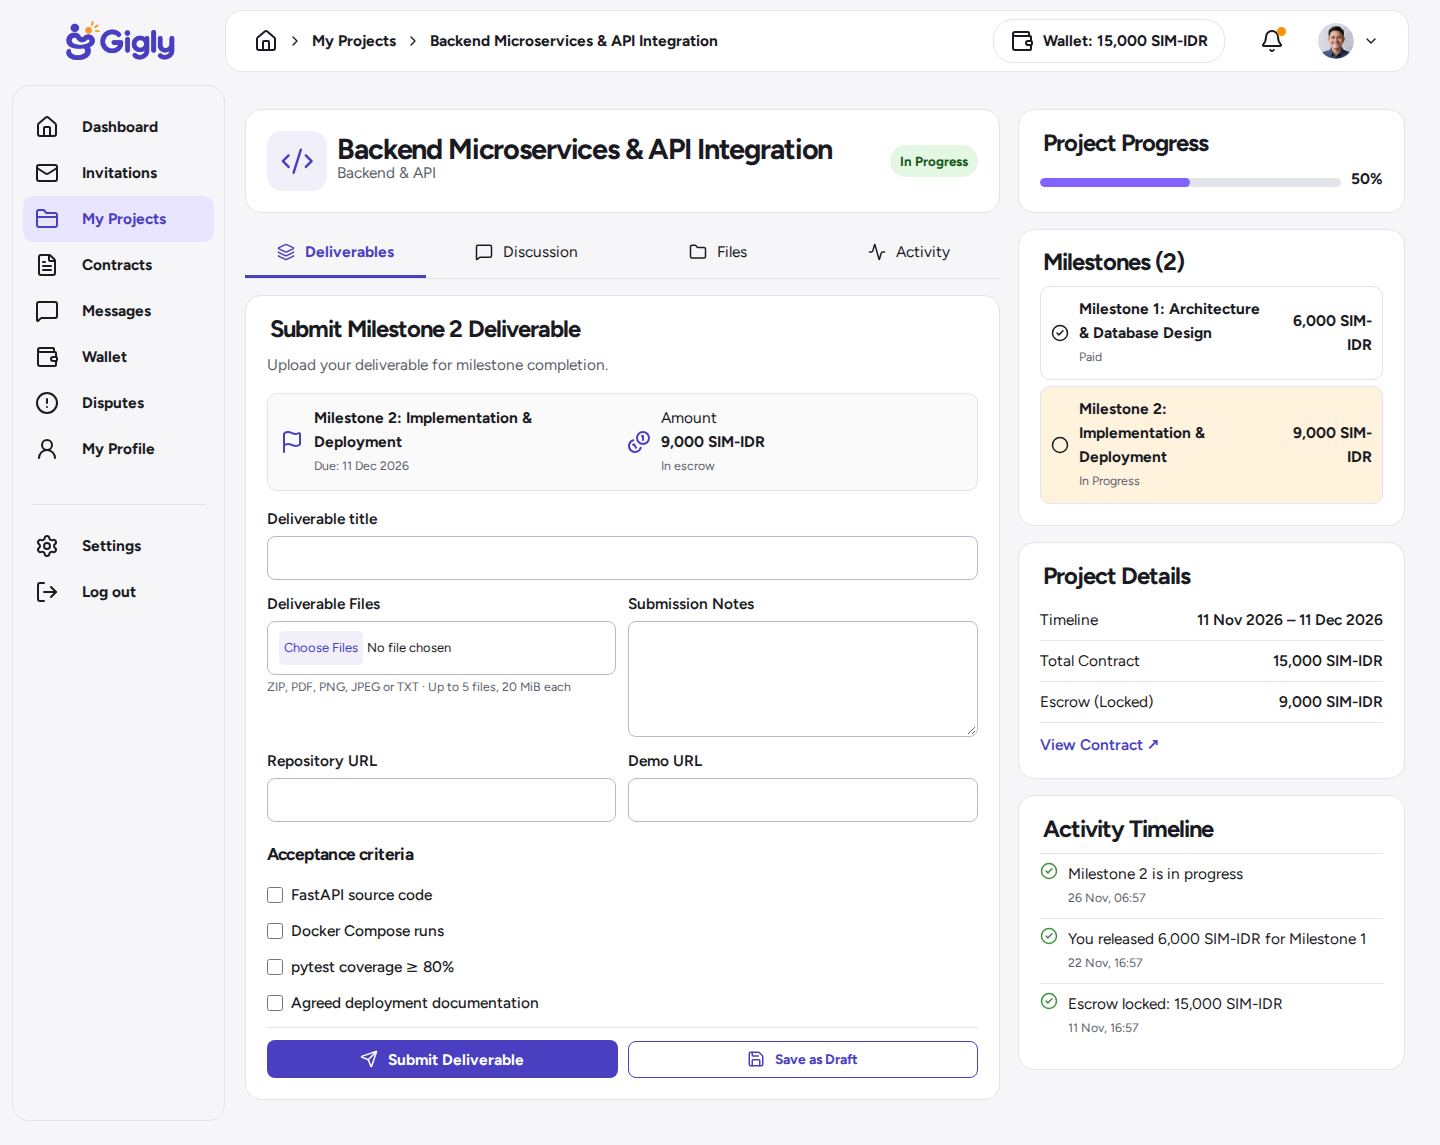 Gigly
My Projects
Backend Microservices & API Integration
Wallet: 15,000 SIM-IDR
Dashboard
Invitations
My Projects
Contracts
Messages
Wallet
Disputes
My Profile
Settings
Log out
Backend Microservices & API Integration
Backend & API
In Progress
Deliverables
Discussion
Files
Activity
Submit Milestone 2 Deliverable
Upload your deliverable for milestone completion.
Milestone 2: Implementation &
Deployment
Due: 11 Dec 2026
Amount
9,000 SIM-IDR
In escrow
Deliverable title
Deliverable Files
Choose Files No file chosen
ZIP, PDF, PNG, JPEG or TXT · Up to 5 files, 20 MiB each
Submission Notes
Repository URL
Demo URL
Acceptance criteria
FastAPI source code
Docker Compose runs
pytest coverage ≥ 80%
Agreed deployment documentation
Submit Deliverable
Save as Draft
Project Progress
50%
Milestones (2)
Milestone 1: Architecture
& Database Design
Paid
6,000 SIM-
IDR
Milestone 2:
Implementation &
Deployment
In Progress
9,000 SIM-
IDR
Project Details
Timeline 11 Nov 2026 – 11 Dec 2026
Total Contract 15,000 SIM-IDR
Escrow (Locked) 9,000 SIM-IDR
View Contract ↗
Activity Timeline
Milestone 2 is in progress
26 Nov, 06:57
You released 6,000 SIM-IDR for Milestone 1
22 Nov, 16:57
Escrow locked: 15,000 SIM-IDR
11 Nov, 16:57